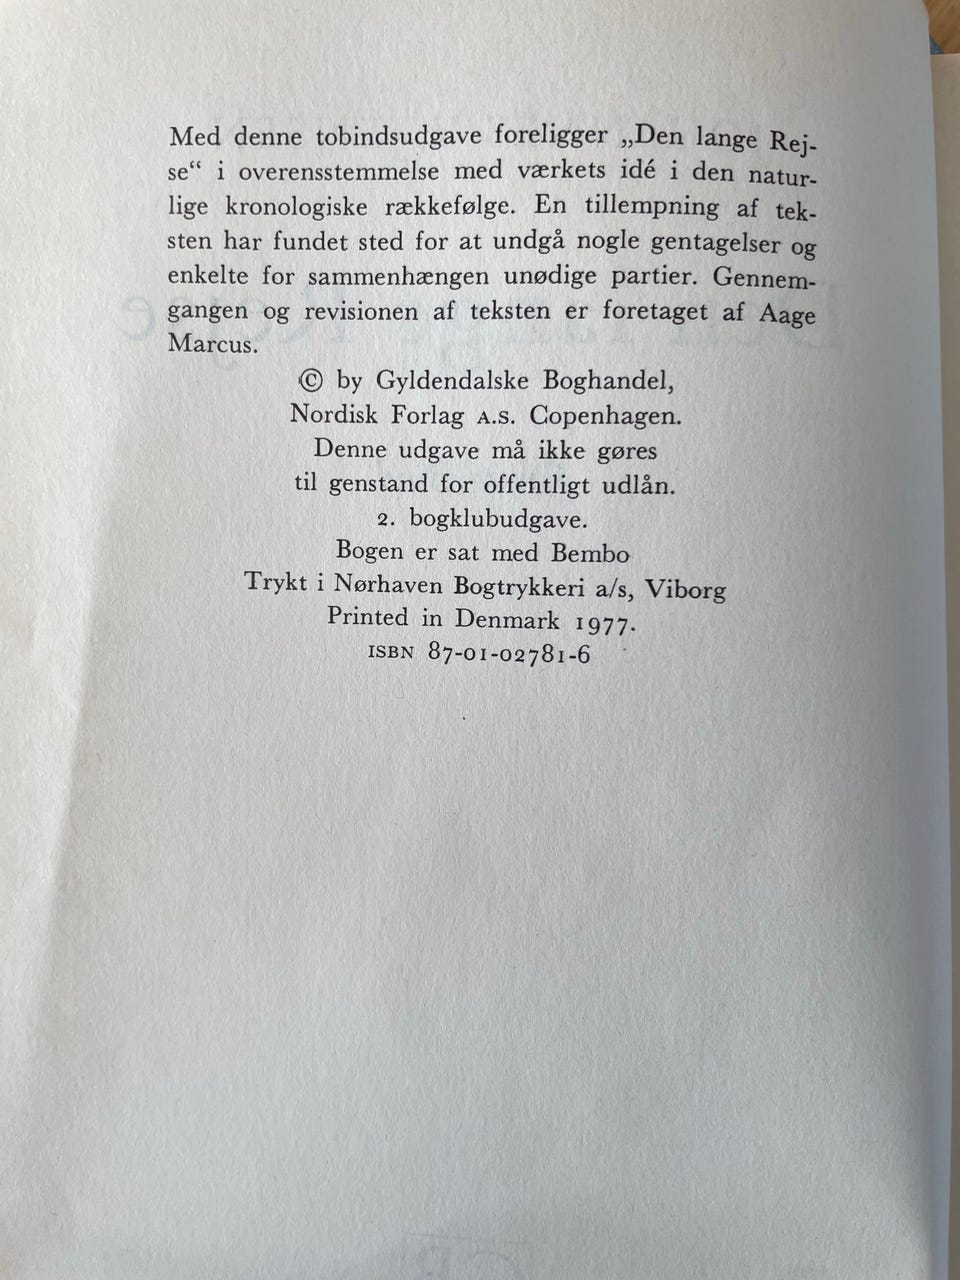 Med denne tobindsudgave foreligger „Den lange Rej-
se“ i overensstemmelse med værkets idé i den natur-
lige kronologiske rækkefølge. En tillempning af tek-
sten har fundet sted for at undgå nogle gentagelser og
enkelte for sammenhængen unødige partier. Gennem-
gangen og revisionen af teksten er foretaget af Aage
Marcus.
© by Gyldendalske Boghandel,
Nordisk Forlag A.S. Copenhagen.
Denne udgave må ikke gøres
til genstand for offentligt udlån.
2. bogklubudgave.
Bogen er sat med Bembo
Trykt i Nørhaven Bogtrykkeri a/s, Viborg
Printed in Denmark 1977.
ISBN 87-01-02781-6